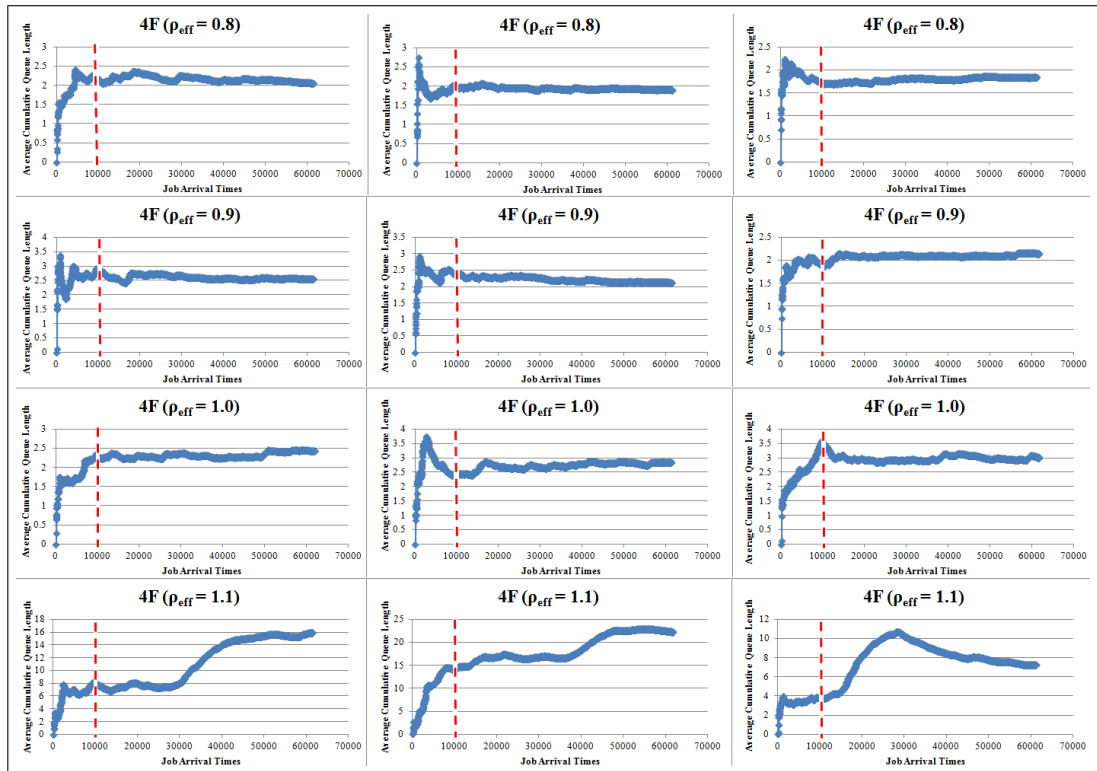 4F (ρeff = 0.8)
Average Cumulative Queue Length
3
2.5
2
1.5
1
0.5
0
0 10000 20000 30000 40000 50000 60000 70000
Job Arrival Times
4F (ρeff = 0.8)
Average Cumulative Queue Length
3
2.5
2
1.5
1
0.5
0
0 10000 20000 30000 40000 50000 60000 70000
Job Arrival Times
4F (ρeff = 0.8)
Average Cumulative Queue Length
2.5
2
1.5
1
0.5
0
0 10000 20000 30000 40000 50000 60000 70000
Job Arrival Times
4F (ρeff = 0.9)
Average Cumulative Queue Length
4
3.5
3
2.5
2
1.5
1
0.5
0
0 10000 20000 30000 40000 50000 60000 70000
Job Arrival Times
4F (ρeff = 0.9)
Average Cumulative Queue Length
3.5
3
2.5
2
1.5
1
0.5
0
0 10000 20000 30000 40000 50000 60000 70000
Job Arrival Times
4F (ρeff = 0.9)
Average Cumulative Queue Length
2.5
2
1.5
1
0.5
0
0 10000 20000 30000 40000 50000 60000 70000
Job Arrival Times
4F (ρeff = 1.0)
Average Cumulative Queue Length
3
2.5
2
1.5
1
0.5
0
0 10000 20000 30000 40000 50000 60000 70000
Job Arrival Times
4F (ρeff = 1.0)
Average Cumulative Queue Length
4
3.5
3
2.5
2
1.5
1
0.5
0
0 10000 20000 30000 40000 50000 60000 70000
Job Arrival Times
4F (ρeff = 1.0)
Average Cumulative Queue Length
4
3.5
3
2.5
2
1.5
1
0.5
0
0 10000 20000 30000 40000 50000 60000 70000
Job Arrival Times
4F (ρeff = 1.1)
Average Cumulative Queue Length
18
16
14
12
10
8
6
4
2
0
0 10000 20000 30000 40000 50000 60000 70000
Job Arrival Times
4F (ρeff = 1.1)
Average Cumulative Queue Length
25
20
15
10
5
0
0 10000 20000 30000 40000 50000 60000 70000
Job Arrival Times
4F (ρeff = 1.1)
Average Cumulative Queue Length
12
10
8
6
4
2
0
0 10000 20000 30000 40000 50000 60000 70000
Job Arrival Times